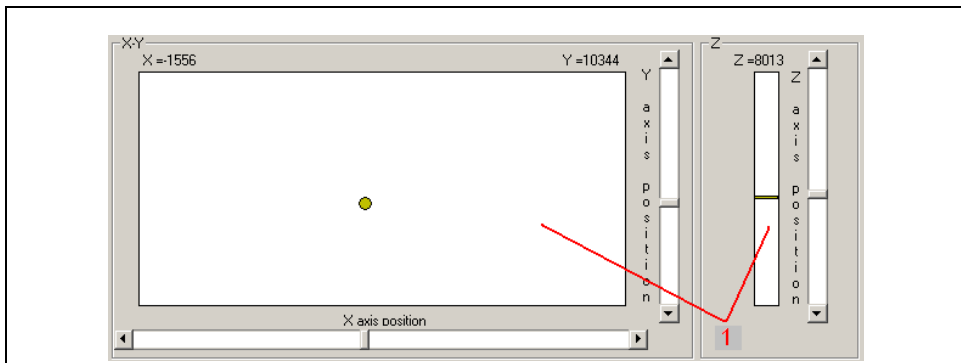 X-Y
X =-1556
Y =10344
Y axis position
X axis position
Z
Z =8013
Z axis position
1